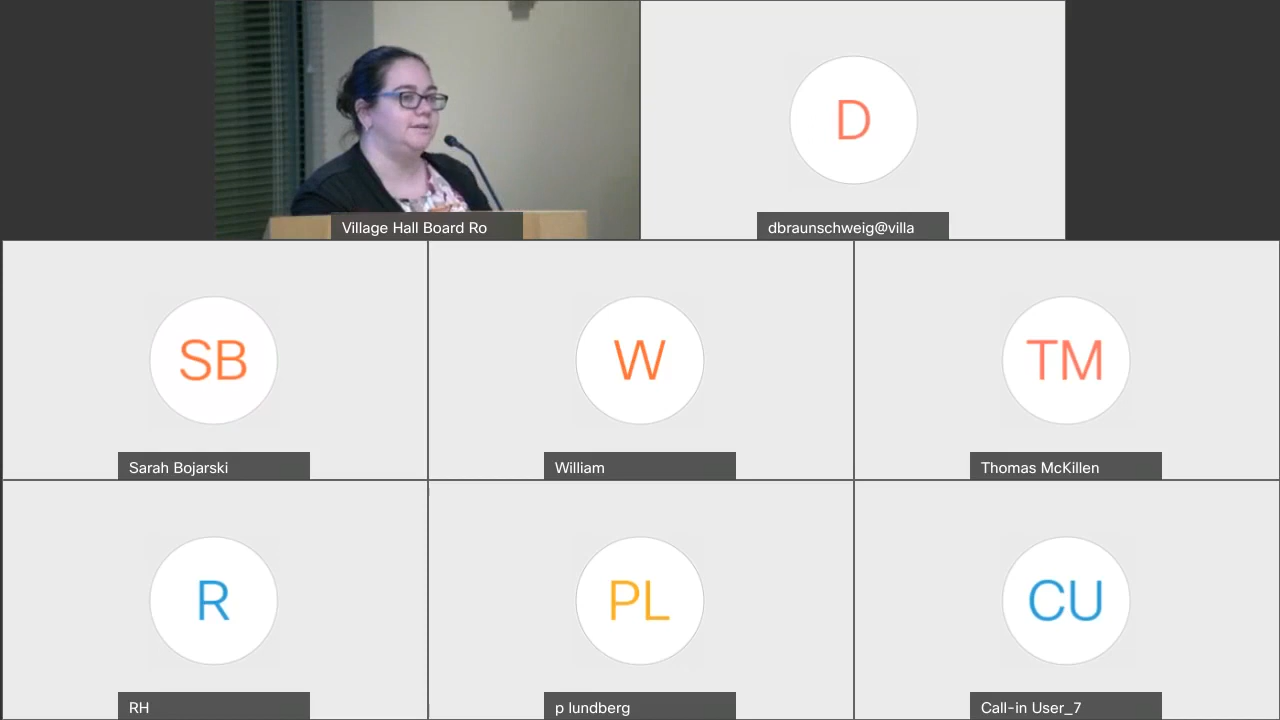 D
Village Hall Board Ro
dbraunschweig@villa
SB
W
TM
Sarah Bojarski
William
Thomas McKillen
R
PL
CU
RH
p lundberg
Call-in User_7